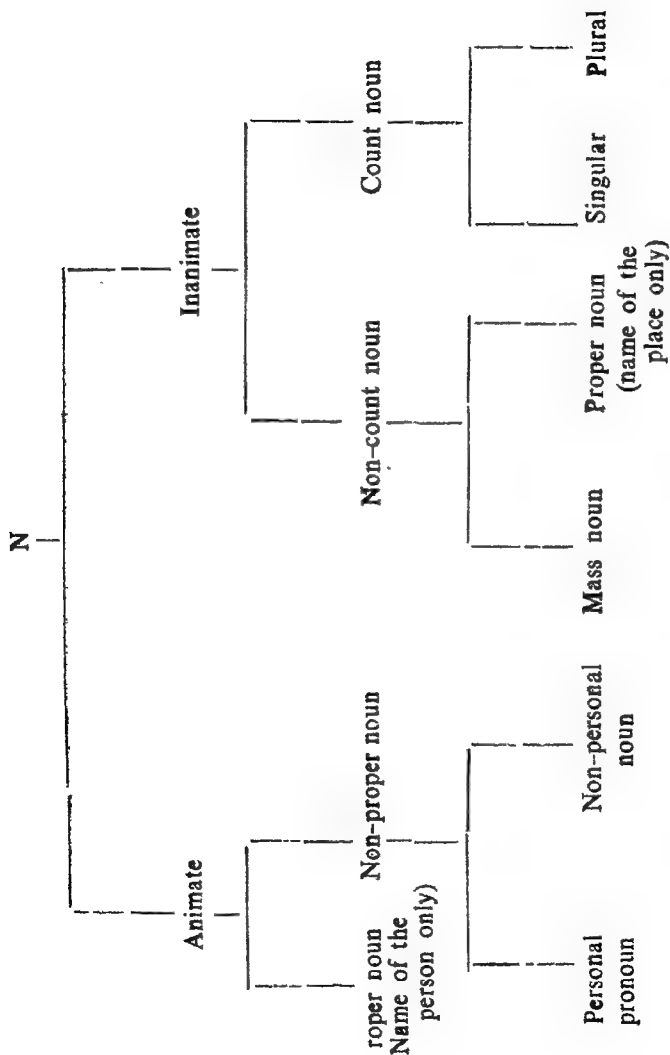 N
Animate
Inanimate
roper noun
Name of the
person only)
Non-proper noun
Non-count noun
Count noun
Personal
pronoun
Non-personal
noun
Mass noun
Proper noun
(name of the
place only)
Singular
Plural